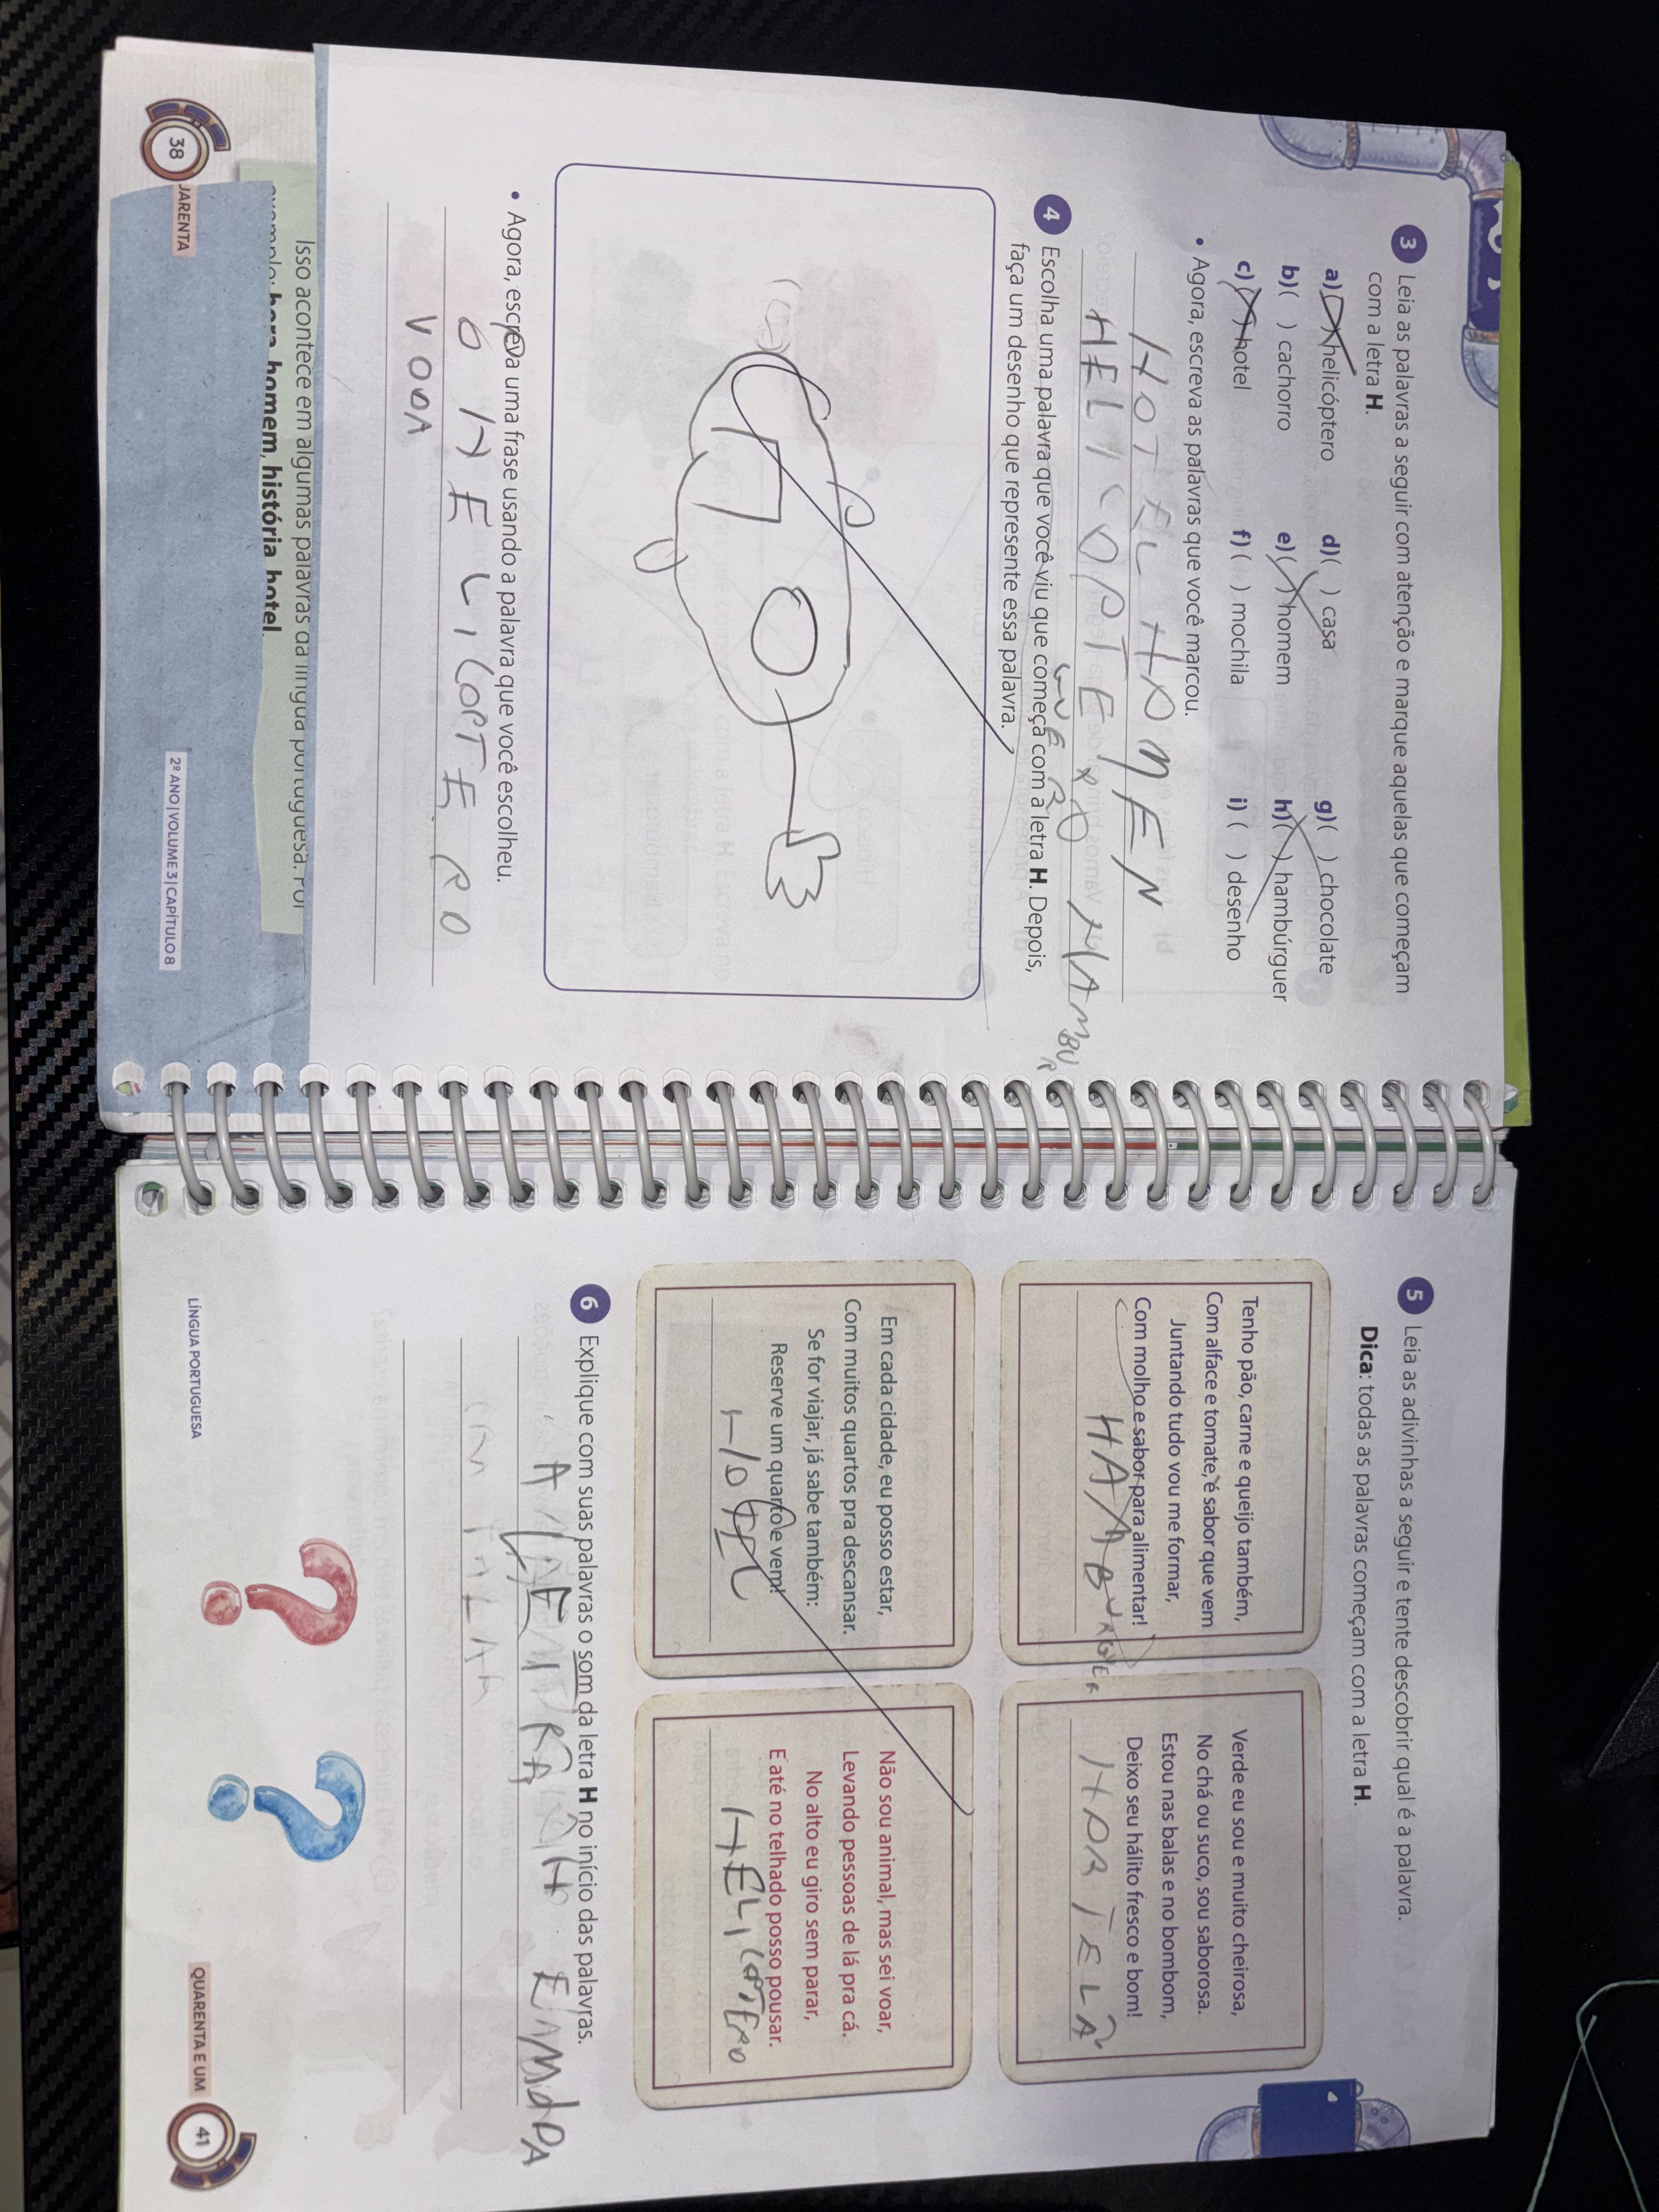 3 Leia as palavras a seguir com atenção e marque aquelas que começam
com a letra H.
a) (X) helicóptero d) ( ) casa g) ( ) chocolate
b) ( ) cachorro e) (X) homem h) (X) hambúrguer
c) (X) hotel f) ( ) mochila i) ( ) desenho
• Agora, escreva as palavras que você marcou.
HOTEL HOMEN
HELICOPTERO HAMBUR
GUER
4 Escolha uma palavra que você viu que começa com a letra H. Depois,
faça um desenho que represente essa palavra.
• Agora, escreva uma frase usando a palavra que você escolheu.
O HELICOPTERO
VOOA
Isso acontece em algumas palavras da língua portuguesa. Por
exemplo: hora, homem, história, hotel.
38
UARENTA
2º ANO | VOLUME 3 | CAPÍTULO 8
5 Leia as adivinhas a seguir e tente descobrir qual é a palavra.
Dica: todas as palavras começam com a letra H.
Tenho pão, carne e queijo também,
Com alface e tomate, é sabor que vem
Juntando tudo vou me formar,
Com molho e sabor para alimentar!
HAMBURGER
Verde eu sou e muito cheirosa,
No chá ou suco, sou saborosa.
Estou nas balas e no bombom,
Deixo seu hálito fresco e bom!
HORTELÃ
Em cada cidade, eu posso estar,
Com muitos quartos pra descansar.
Se for viajar, já sabe também:
Reserve um quarto e vem!
HOTEL
Não sou animal, mas sei voar,
Levando pessoas de lá pra cá.
No alto eu giro sem parar,
E até no telhado posso pousar.
HELICOPTERO
6 Explique com suas palavras o som da letra H no início das palavras.
A LETRA H E
LÍNGUA PORTUGUESA
QUARENTA E UM
41